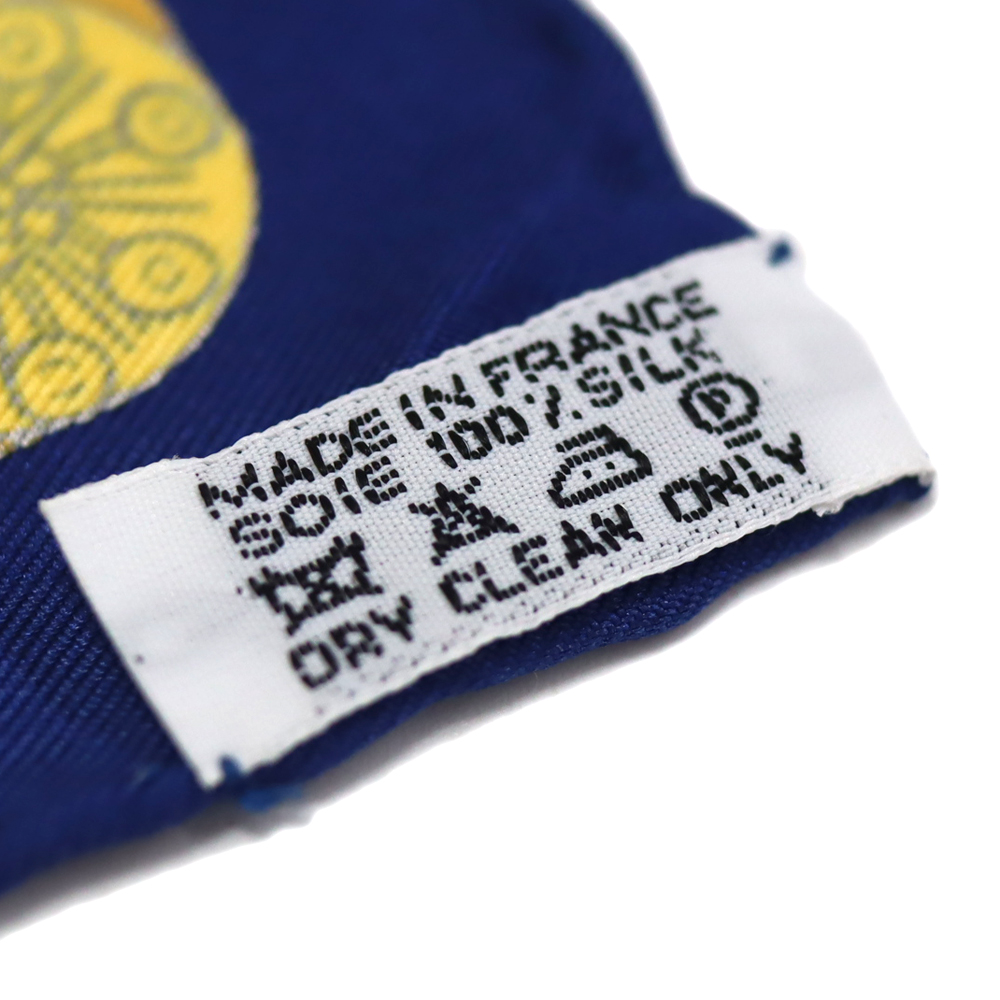 MADE IN FRANCE
SOIE 100% SILK
P
DRY CLEAN ONLY